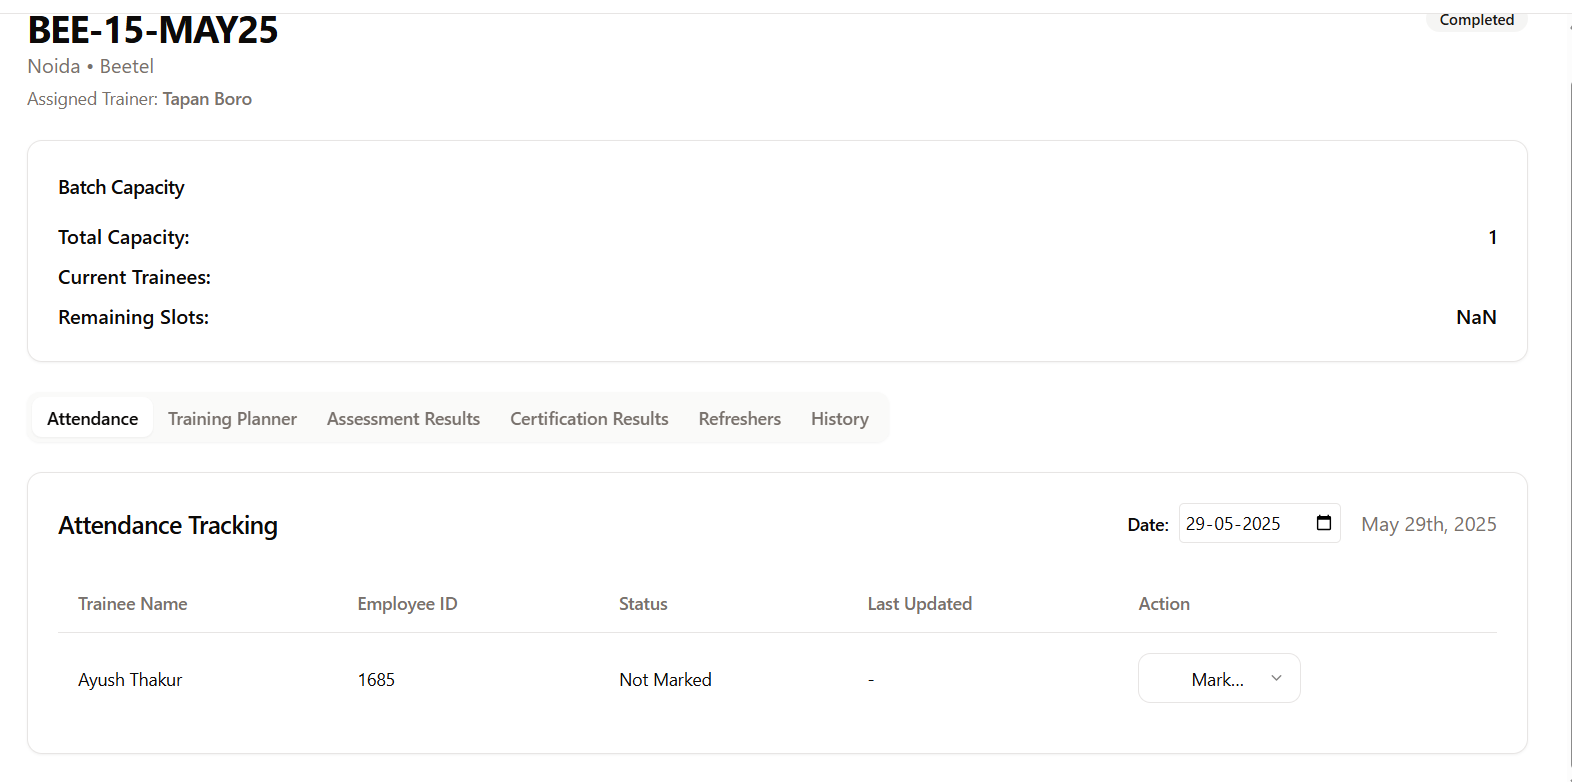 BEE-15-MAY25
Completed
Noida • Beetel
Assigned Trainer: Tapan Boro
Batch Capacity
Total Capacity: 1
Current Trainees:
Remaining Slots: NaN
Attendance Training Planner Assessment Results Certification Results Refreshers History
Attendance Tracking Date: 29-05-2025 May 29th, 2025
Trainee Name Employee ID Status Last Updated Action
Ayush Thakur 1685 Not Marked - Mark...